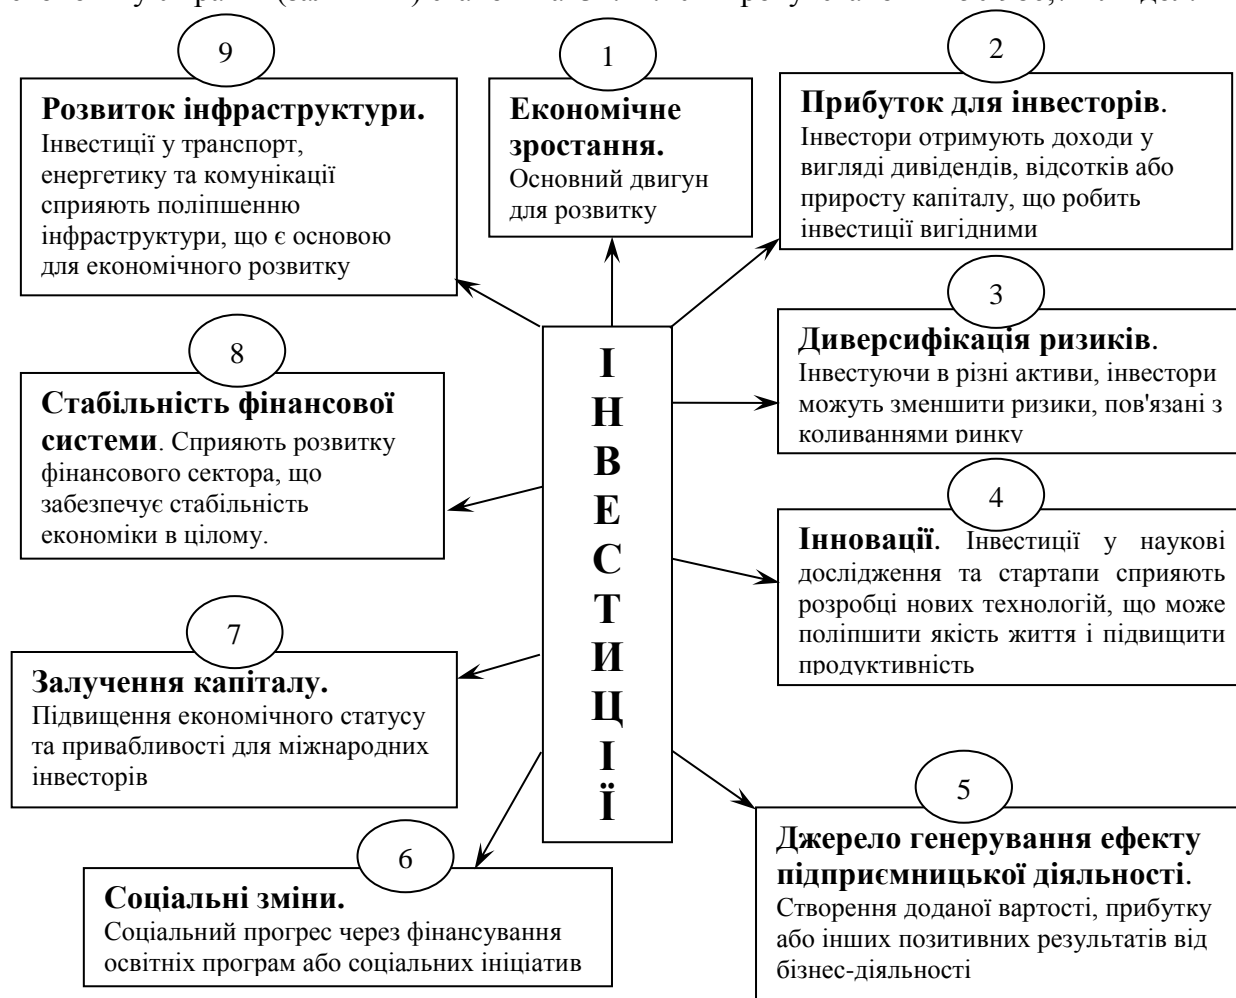 9
Розвиток інфраструктури.
Інвестиції у транспорт,
енергетику та комунікації
сприяють поліпшенню
інфраструктури, що є основою
для економічного розвитку
1
Економічне
зростання.
Основний двигун
для розвитку
2
Прибуток для інвесторів.
Інвестори отримують доходи у
вигляді дивідендів, відсотків або
приросту капіталу, що робить
інвестиції вигідними
3
Диверсифікація ризиків.
Інвестуючи в різні активи, інвестори
можуть зменшити ризики, пов'язані з
коливаннями ринку
8
Стабільність фінансової
системи. Сприяють розвитку
фінансового сектора, що
забезпечує стабільність
економіки в цілому.
І
Н
В
Е
С
Т
И
Ц
І
Ї
4
Інновації. Інвестиції у наукові
дослідження та стартапи сприяють
розробці нових технологій, що може
поліпшити якість життя і підвищити
продуктивність
7
Залучення капіталу.
Підвищення економічного статусу
та привабливості для міжнародних
інвесторів
5
Джерело генерування ефекту
підприємницької діяльності.
Створення доданої вартості, прибутку
або інших позитивних результатів від
бізнес-діяльності
6
Соціальні зміни.
Соціальний прогрес через фінансування
освітніх програм або соціальних ініціатив